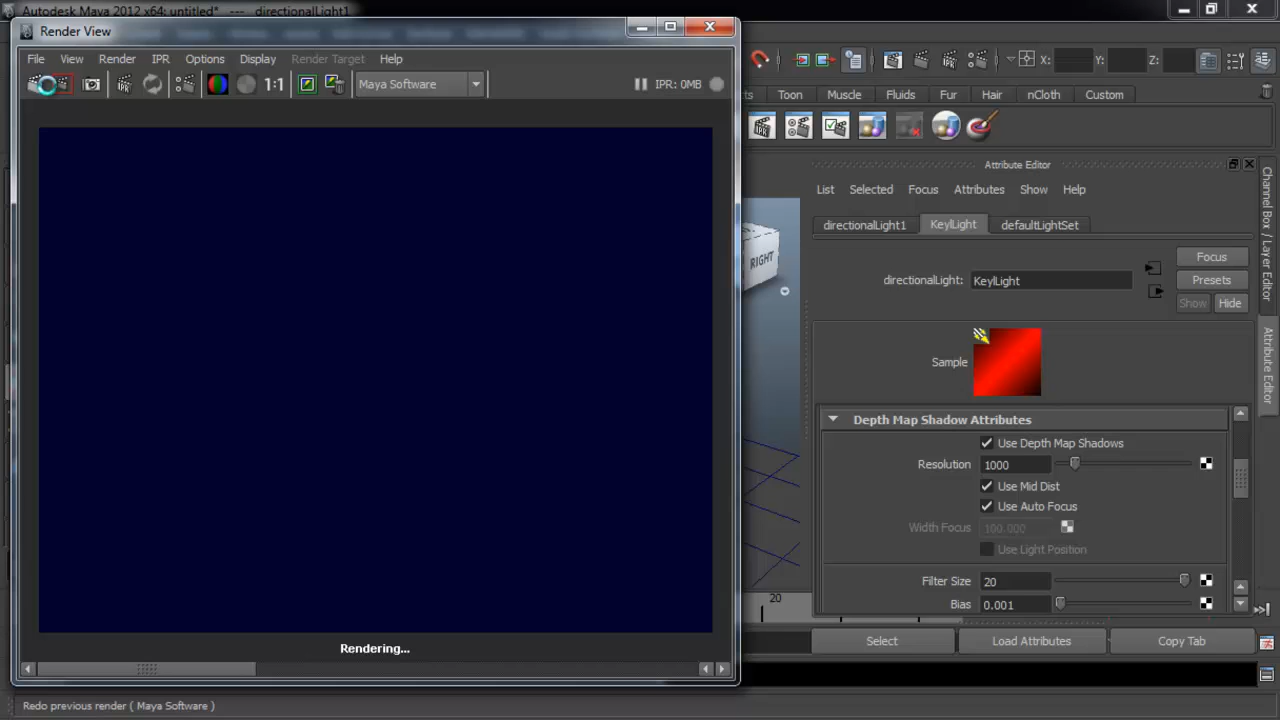 Autodesk Maya 2012 x64: untitled* --- directionalLight1
Render View
File View Render IPR Options Display Render Target Help
1:1 Maya Software IPR: 0MB
Rendering...
Redo previous render ( Maya Software )
X: Y: Z:
Toon Muscle Fluids Fur Hair nCloth Custom
RIGHT
20
Attribute Editor
List Selected Focus Attributes Show Help
directionalLight1 KeylLight defaultLightSet
Focus
directionalLight: KeylLight Presets
Show Hide
Sample
Depth Map Shadow Attributes
Use Depth Map Shadows
Resolution 1000
Use Mid Dist
Use Auto Focus
Width Focus 100.000
Use Light Position
Filter Size 20
Bias 0.001
Select Load Attributes Copy Tab
Channel Box / Layer Editor
Attribute Editor